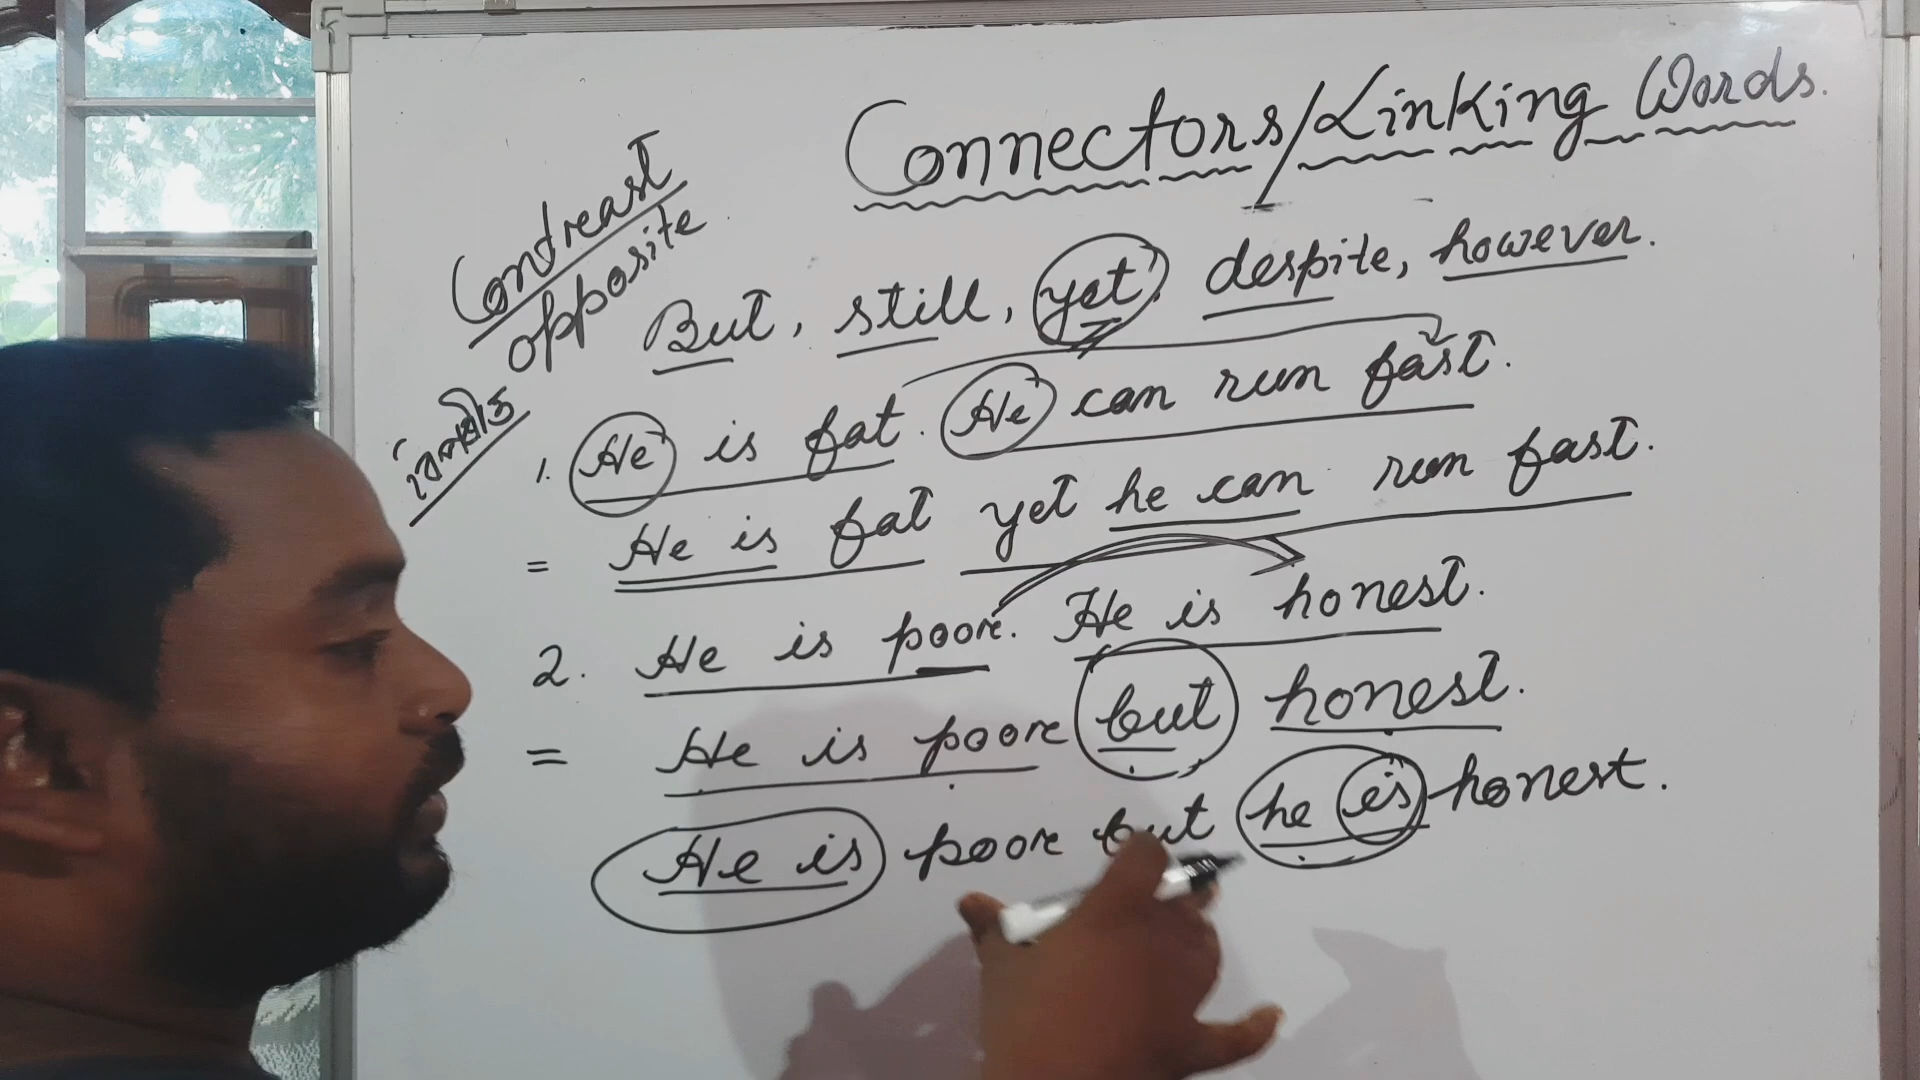 Connectors/Linking Words.
Contreast
opposite
বিপরীত
But, still, yet, despite, however.
1. He is fat. He can run fast.
= He is fat yet he can run fast.
2. He is poor. He is honest.
= He is poor but honest.
He is poor but he is honest.